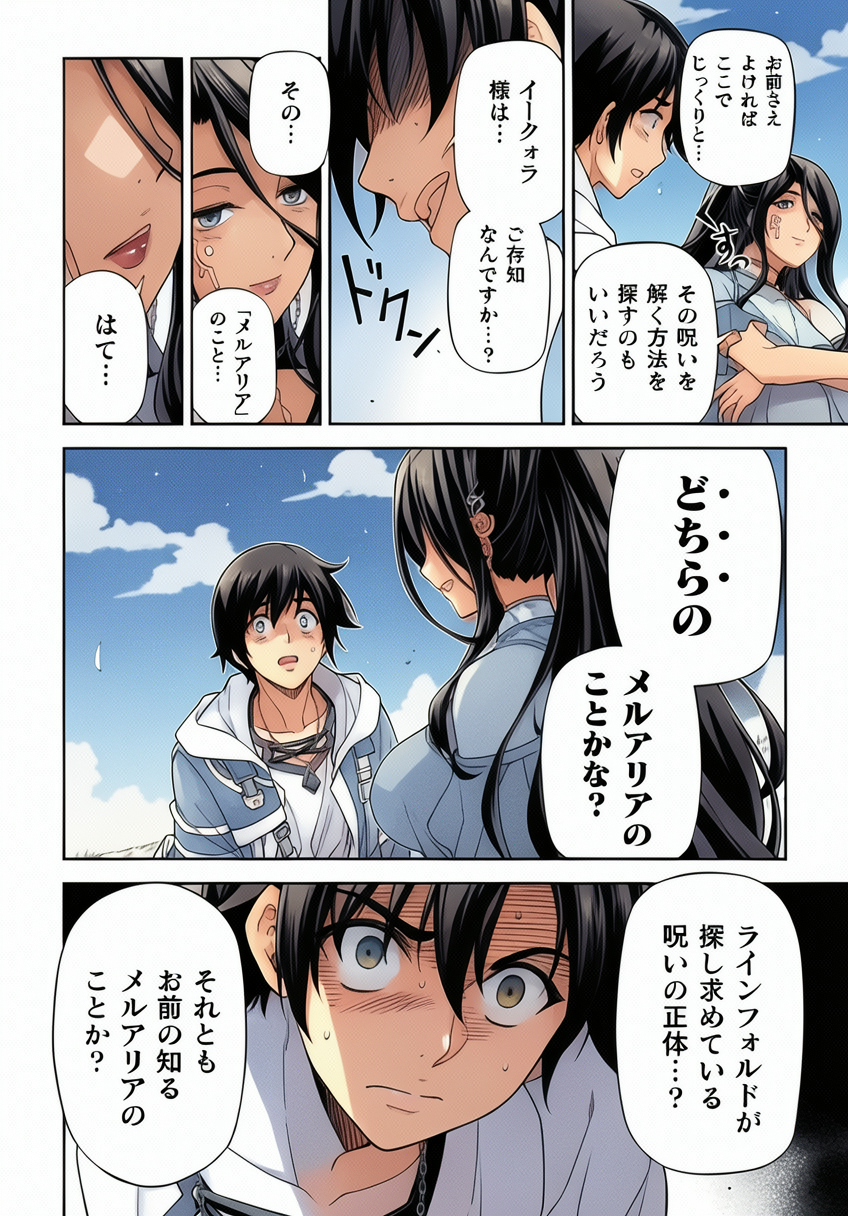 お前さえ
よければ
ここで
じっくりと…
くすっ
その呪いを
解く方法を
探すのも
いいだろう
イークォラ
様は…
ご存知
なんですか…?
ドクン
その…
「メルアリア」
のこと…
はて…
どちらの
メルアリアの
ことかな?
ラインフォルドが
探し求めている
呪いの正体…?
それとも
お前の知る
メルアリアの
ことか?